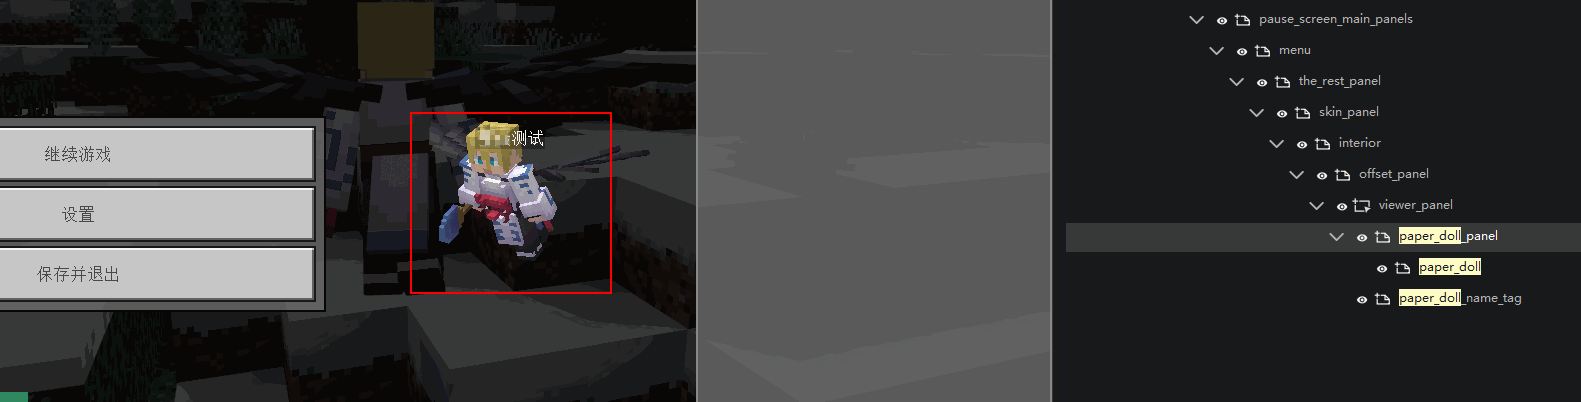 测试
继续游戏
设置
保存并退出
pause_screen_main_panels
menu
the_rest_panel
skin_panel
interior
offset_panel
viewer_panel
paper_doll_panel
paper_doll
paper_doll_name_tag